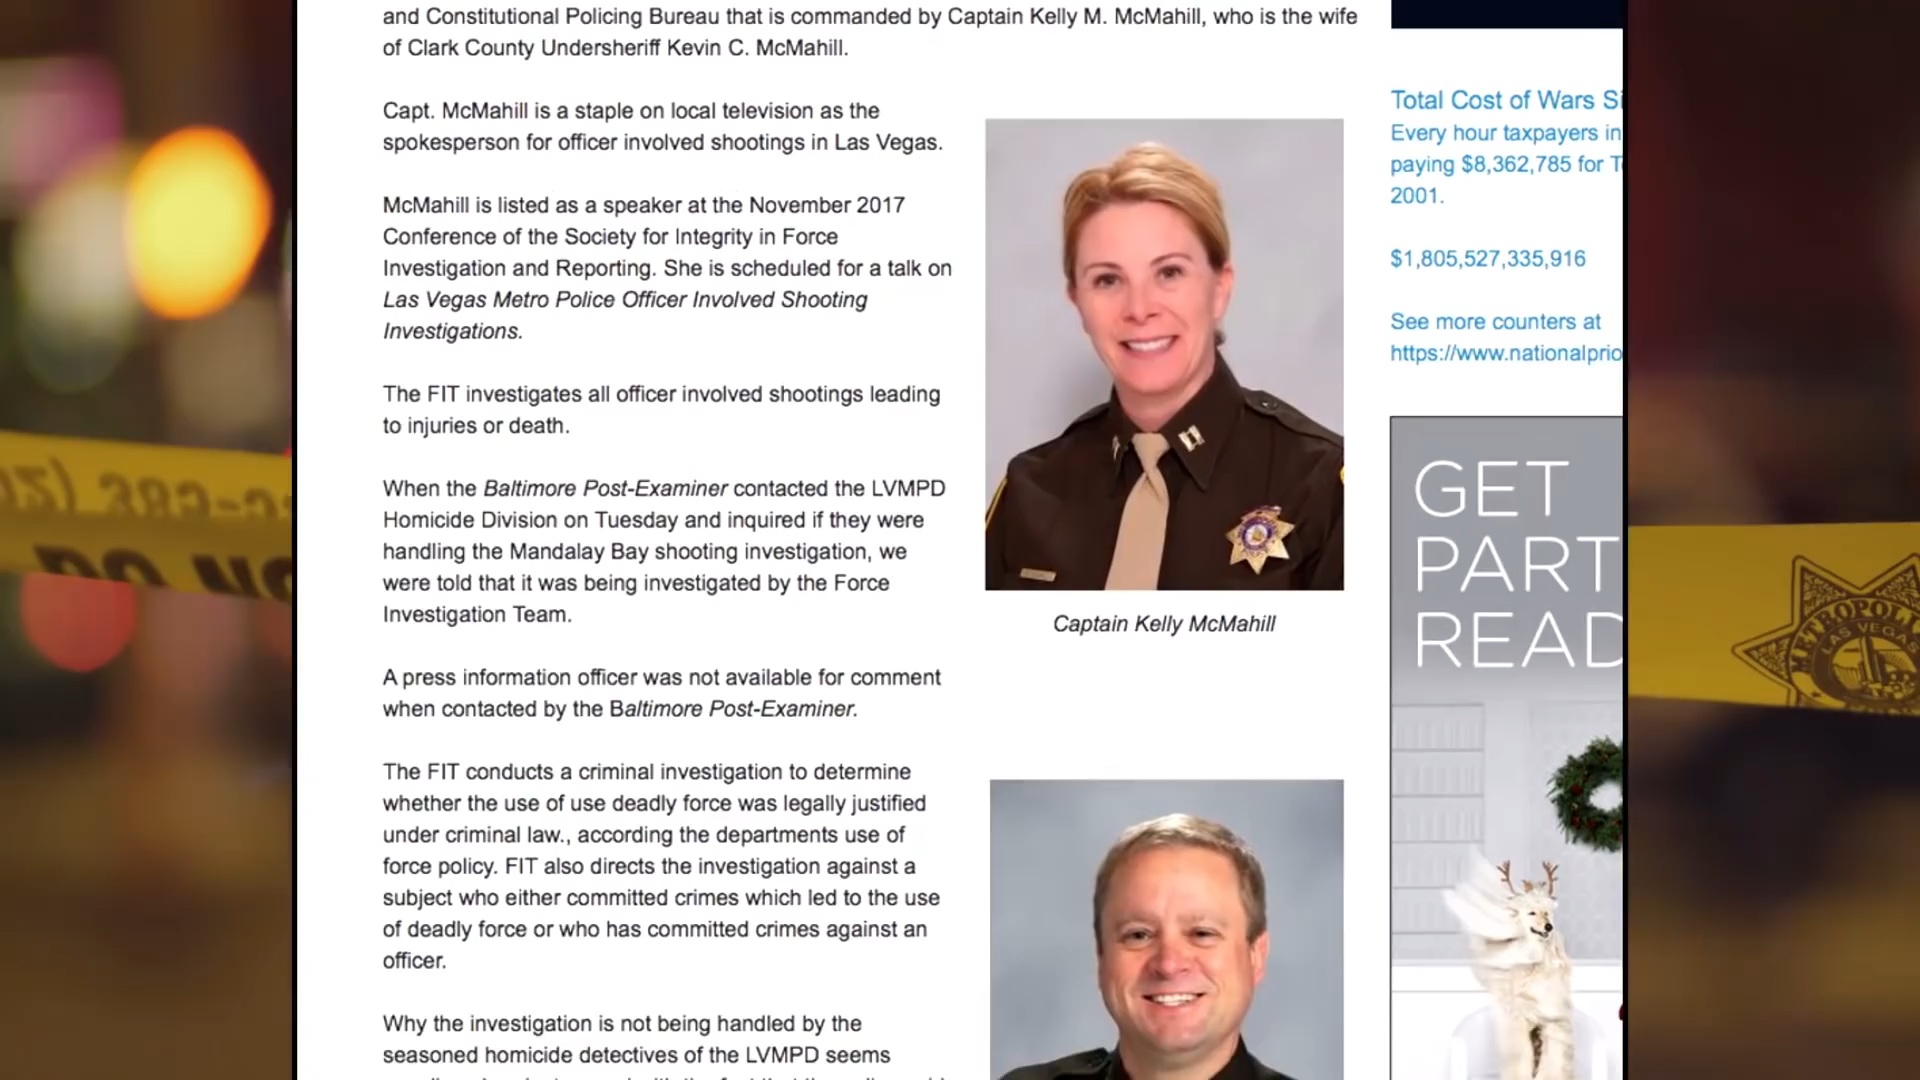 and Constitutional Policing Bureau that is commanded by Captain Kelly M. McMahill, who is the wife
of Clark County Undersheriff Kevin C. McMahill.
Capt. McMahill is a staple on local television as the
spokesperson for officer involved shootings in Las Vegas.
McMahill is listed as a speaker at the November 2017
Conference of the Society for Integrity in Force
Investigation and Reporting. She is scheduled for a talk on
Las Vegas Metro Police Officer Involved Shooting
Investigations.
The FIT investigates all officer involved shootings leading
to injuries or death.
When the Baltimore Post-Examiner contacted the LVMPD
Homicide Division on Tuesday and inquired if they were
handling the Mandalay Bay shooting investigation, we
were told that it was being investigated by the Force
Investigation Team.
A press information officer was not available for comment
when contacted by the Baltimore Post-Examiner.
The FIT conducts a criminal investigation to determine
whether the use of use deadly force was legally justified
under criminal law., according the departments use of
force policy. FIT also directs the investigation against a
subject who either committed crimes which led to the use
of deadly force or who has committed crimes against an
officer.
Why the investigation is not being handled by the
seasoned homicide detectives of the LVMPD seems
Captain Kelly McMahill
Total Cost of Wars Si
Every hour taxpayers in
paying $8,362,785 for T
2001.
$1,805,527,335,916
See more counters at
https://www.nationalprio
GET
PART
READ
DO NO
METROPOL
LAS VEGAS